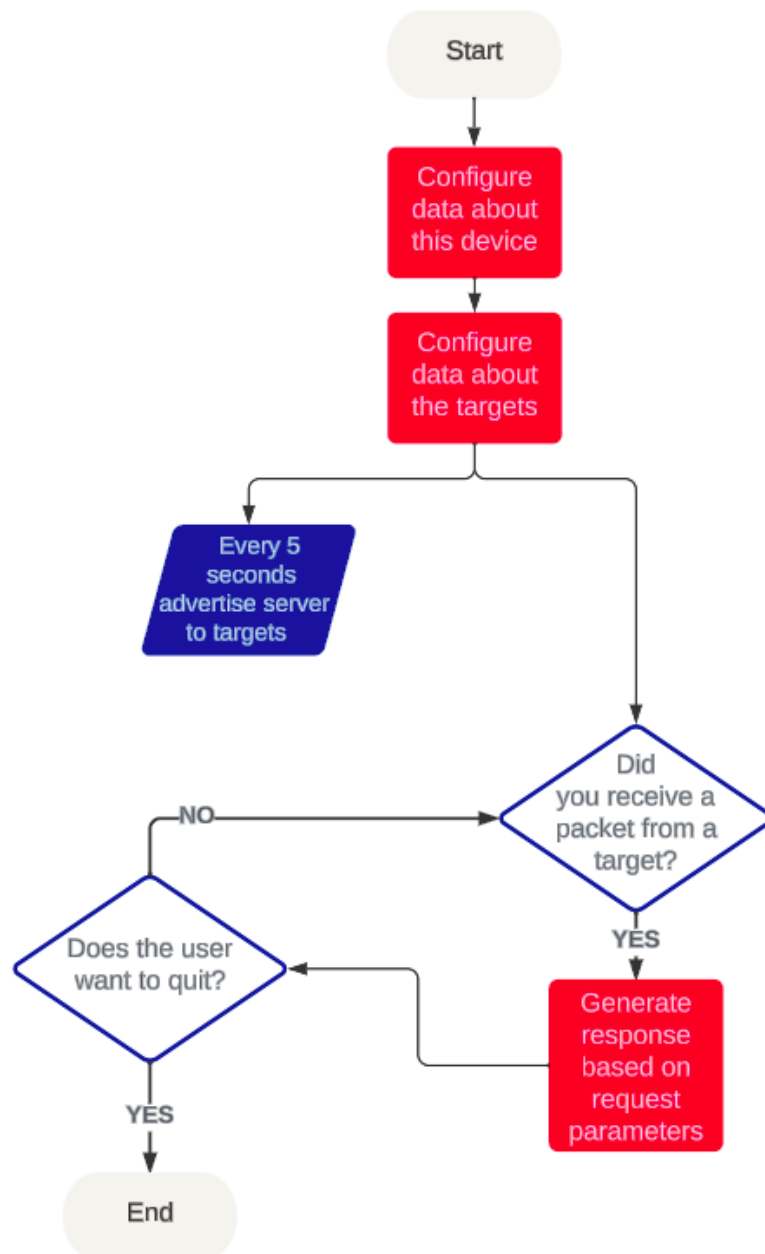 Start
Configure
data about
this device
Configure
data about
the targets
Every 5
seconds
advertise server
to targets
Did
you receive a
packet from a
target?
NO
YES
Does the user
want to quit?
Generate
response
based on
request
parameters
YES
End